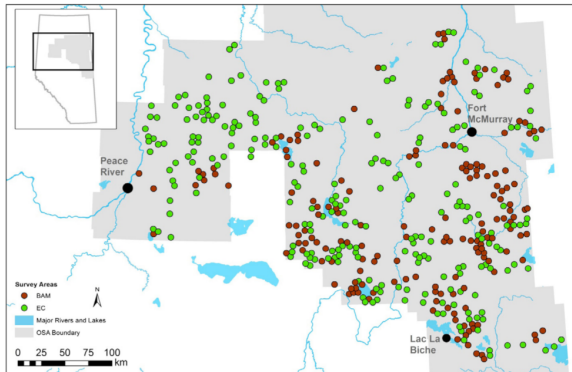 Fort
McMurray
Peace
River
Survey Areas
BAM
EC
Major Rivers and Lakes
OSA Boundary
N
0 25 50 75 100
km
Lac La
Biche